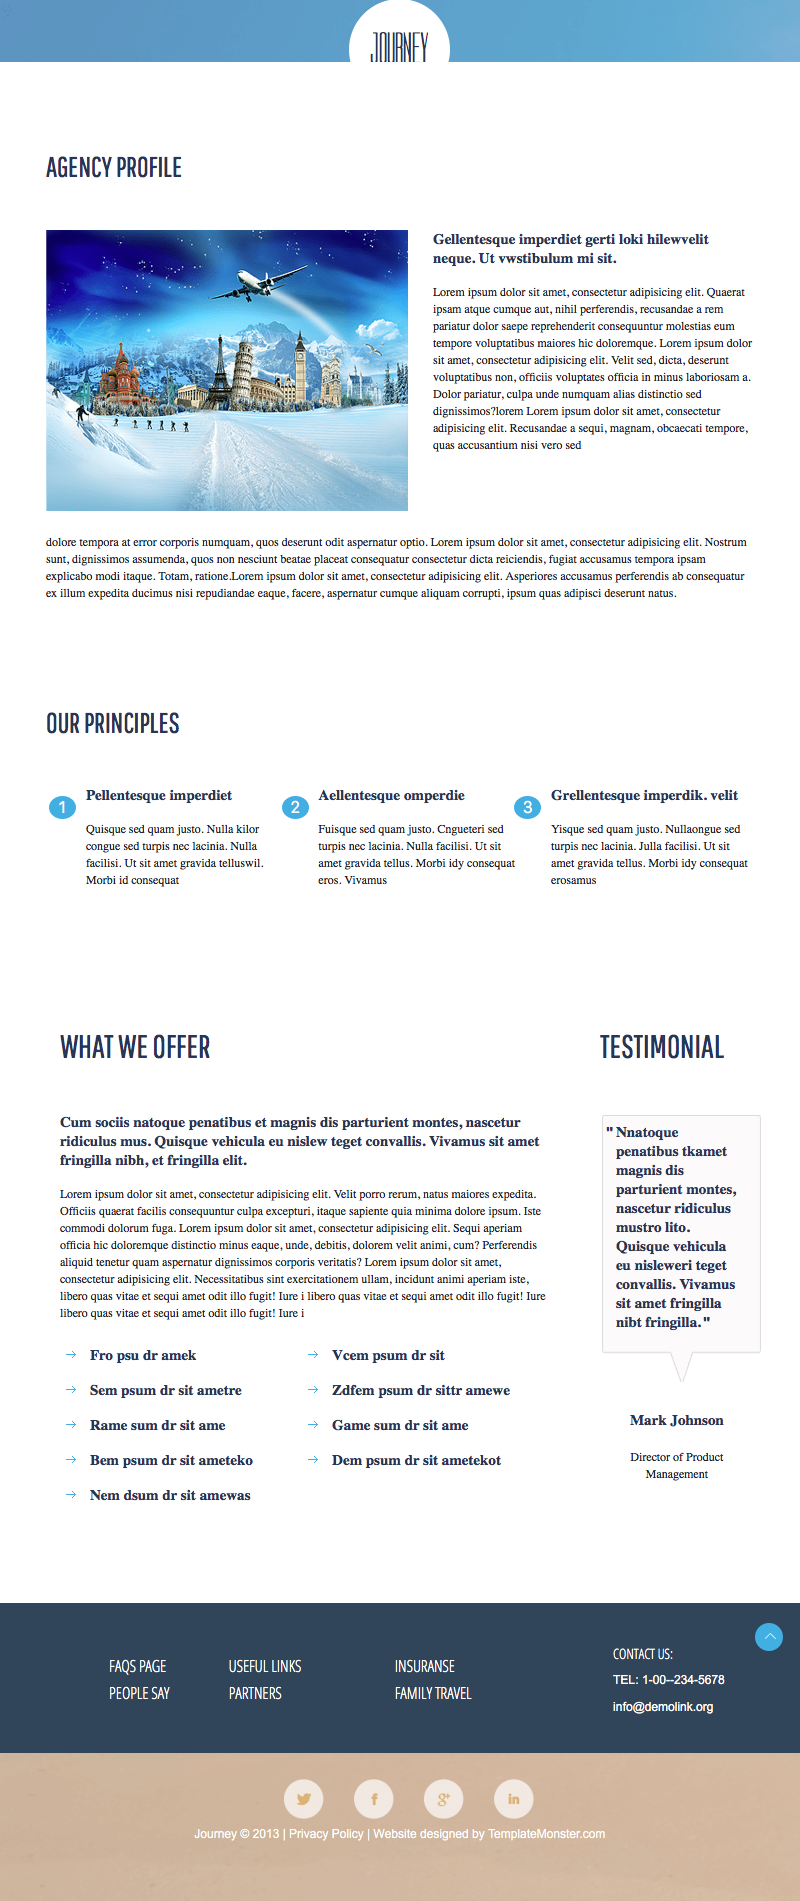 JOURNEY
AGENCY PROFILE
Gellentesque imperdiet gerti loki hilewvelit
neque. Ut vwstibulum mi sit.
Lorem ipsum dolor sit amet, consectetur adipisicing elit. Quaerat
ipsam atque cumque aut, nihil perferendis, recusandae a rem
pariatur dolor saepe reprehenderit consequuntur molestias eum
tempore voluptatibus maiores hic doloremque. Lorem ipsum dolor
sit amet, consectetur adipisicing elit. Velit sed, dicta, deserunt
voluptatibus non, officiis voluptates officia in minus laboriosam a.
Dolor pariatur, culpa unde numquam alias distinctio sed
dignissimos?lorem Lorem ipsum dolor sit amet, consectetur
adipisicing elit. Recusandae a sequi, magnam, obcaecati tempore,
quas accusantium nisi vero sed
dolore tempora at error corporis numquam, quos deserunt odit aspernatur optio. Lorem ipsum dolor sit amet, consectetur adipisicing elit. Nostrum
sunt, dignissimos assumenda, quos non nesciunt beatae placeat consequatur consectetur dicta reiciendis, fugiat accusamus tempora ipsam
explicabo modi itaque. Totam, ratione.Lorem ipsum dolor sit amet, consectetur adipisicing elit. Asperiores accusamus perferendis ab consequatur
ex illum expedita ducimus nisi repudiandae eaque, facere, aspernatur cumque aliquam corrupti, ipsum quas adipisci deserunt natus.
OUR PRINCIPLES
1
Pellentesque imperdiet
Quisque sed quam justo. Nulla kilor
congue sed turpis nec lacinia. Nulla
facilisi. Ut sit amet gravida telluswil.
Morbi id consequat
2
Aellentesque omperdie
Fuisque sed quam justo. Cngueteri sed
turpis nec lacinia. Nulla facilisi. Ut sit
amet gravida tellus. Morbi idy consequat
eros. Vivamus
3
Grellentesque imperdik. velit
Yisque sed quam justo. Nullaongue sed
turpis nec lacinia. Julla facilisi. Ut sit
amet gravida tellus. Morbi idy consequat
erosamus
WHAT WE OFFER
Cum sociis natoque penatibus et magnis dis parturient montes, nascetur
ridiculus mus. Quisque vehicula eu nislew teget convallis. Vivamus sit amet
fringilla nibh, et fringilla elit.
Lorem ipsum dolor sit amet, consectetur adipisicing elit. Velit porro rerum, natus maiores expedita.
Officiis quaerat facilis consequuntur culpa excepturi, itaque sapiente quia minima dolore ipsum. Iste
commodi dolorum fuga. Lorem ipsum dolor sit amet, consectetur adipisicing elit. Sequi aperiam
officia hic doloremque distinctio minus eaque, unde, debitis, dolorem velit animi, cum? Perferendis
aliquid tenetur quam aspernatur dignissimos corporis veritatis? Lorem ipsum dolor sit amet,
consectetur adipisicing elit. Necessitatibus sint exercitationem ullam, incidunt animi aperiam iste,
libero quas vitae et sequi amet odit illo fugit! Iure i libero quas vitae et sequi amet odit illo fugit! Iure
libero quas vitae et sequi amet odit illo fugit! Iure i
Fro psu dr amek
Sem psum dr sit ametre
Rame sum dr sit ame
Bem psum dr sit ameteko
Nem dsum dr sit amewas
Vcem psum dr sit
Zdfem psum dr sittr amewe
Game sum dr sit ame
Dem psum dr sit ametekot
TESTIMONIAL
" Nnatoque
penatibus tkamet
magnis dis
parturient montes,
nascetur ridiculus
mustro lito.
Quisque vehicula
eu nisleweri teget
convallis. Vivamus
sit amet fringilla
nibt fringilla. "
Mark Johnson
Director of Product
Management
FAQS PAGE
PEOPLE SAY
USEFUL LINKS
PARTNERS
INSURANSE
FAMILY TRAVEL
CONTACT US:
TEL: 1-00--234-5678
info@demolink.org
Journey © 2013 | Privacy Policy | Website designed by TemplateMonster.com